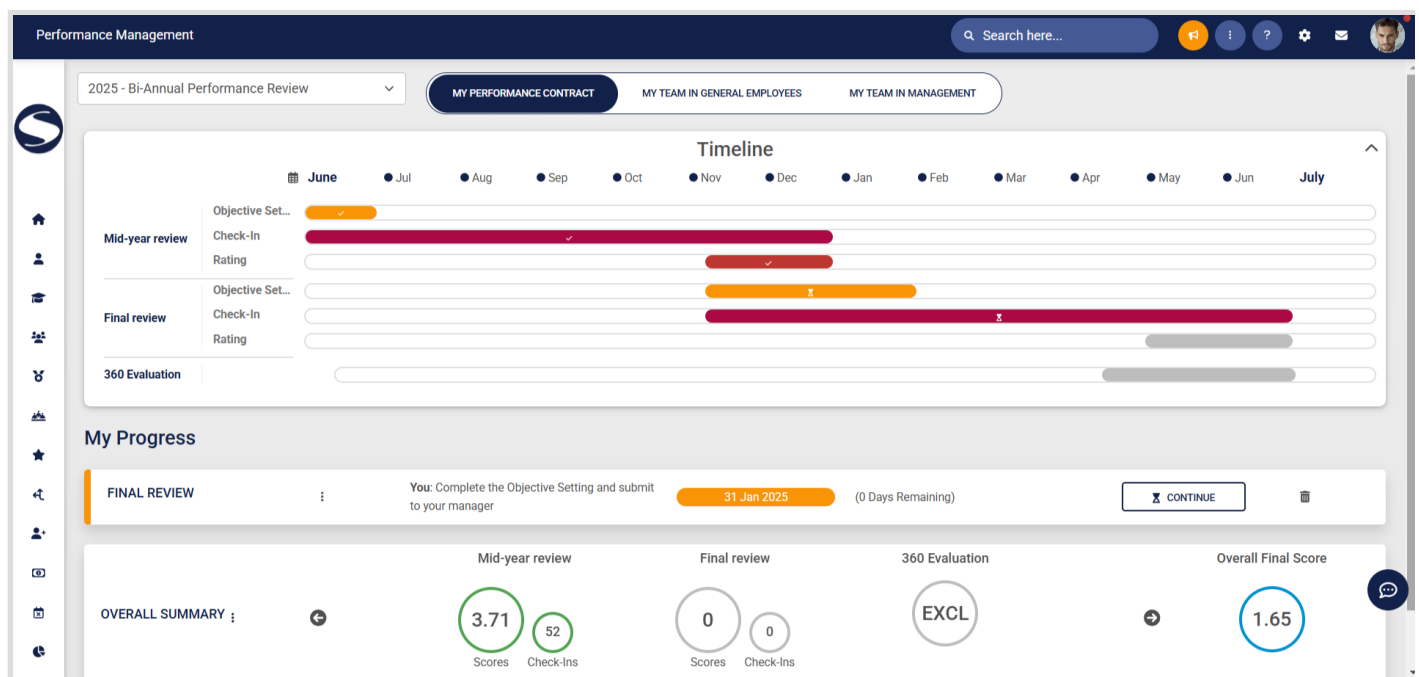 Performance Management
Search here...
?
2025 - Bi-Annual Performance Review
MY PERFORMANCE CONTRACT
MY TEAM IN GENERAL EMPLOYEES
MY TEAM IN MANAGEMENT
Timeline
June Jul Aug Sep Oct Nov Dec Jan Feb Mar Apr May Jun July
Mid-year review
Objective Set...
Check-In
Rating
Final review
Objective Set...
Check-In
Rating
360 Evaluation
My Progress
FINAL REVIEW
You: Complete the Objective Setting and submit
to your manager
31 Jan 2025
(0 Days Remaining)
CONTINUE
OVERALL SUMMARY
Mid-year review
3.71
Scores
52
Check-Ins
Final review
0
Scores
0
Check-Ins
360 Evaluation
EXCL
Overall Final Score
1.65